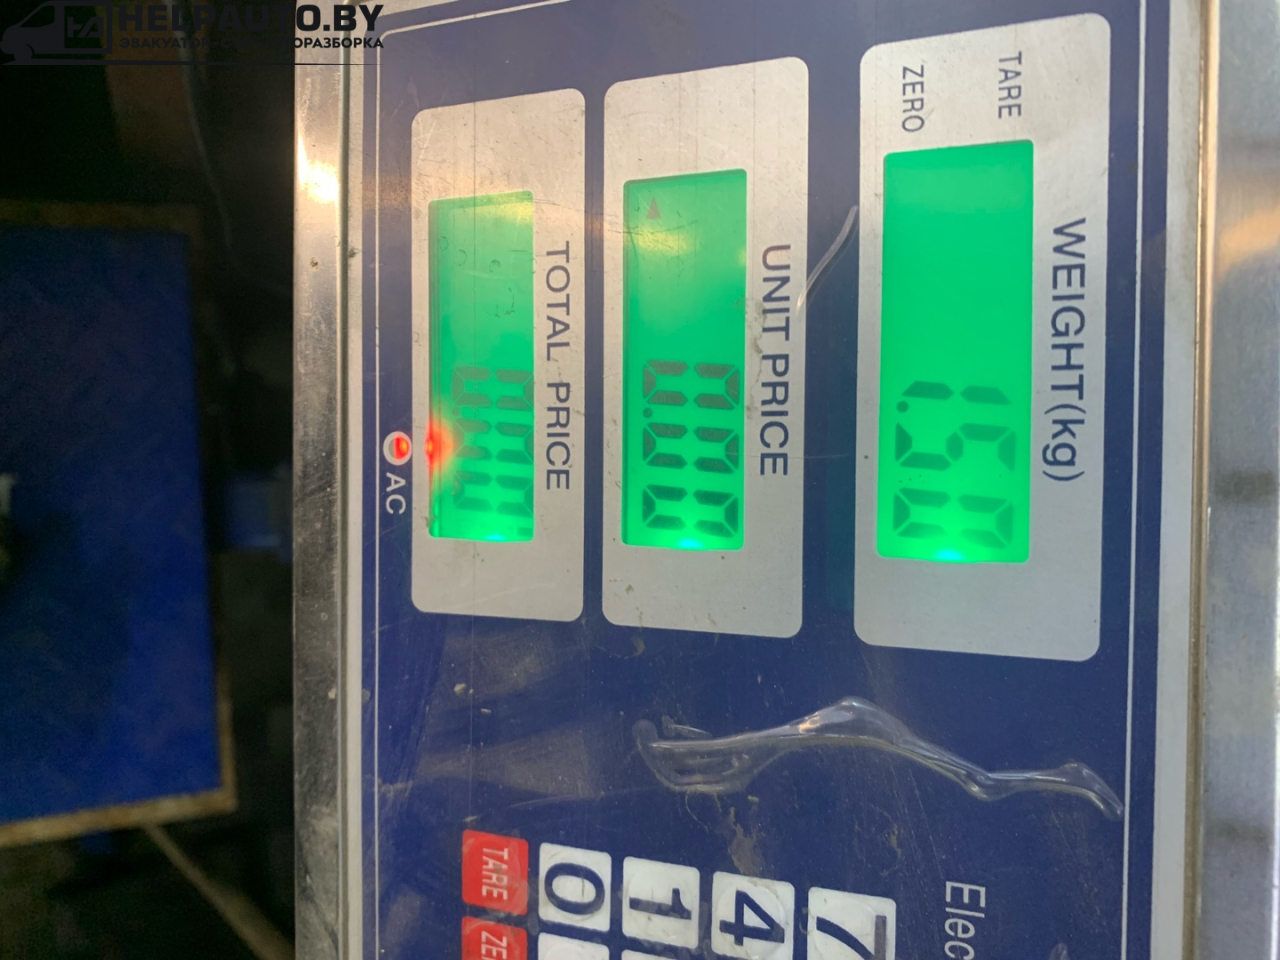 HELPAUTO.BY
TARE
ZERO
WEIGHT(kg)
1.50
UNIT PRICE
0.00
TOTAL PRICE
0.00
AC
Elec
7
4
1
0
TARE
ZE